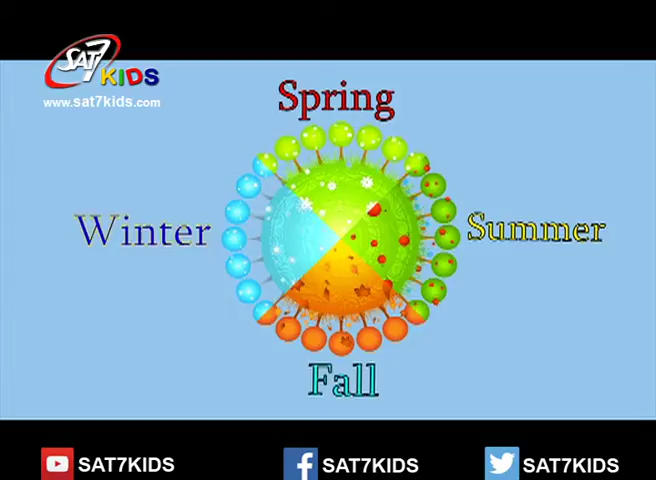 SAT7
KIDS
www.sat7kids.com
Spring
Winter
Summer
Fall
SAT7KIDS
SAT7KIDS
SAT7KIDS